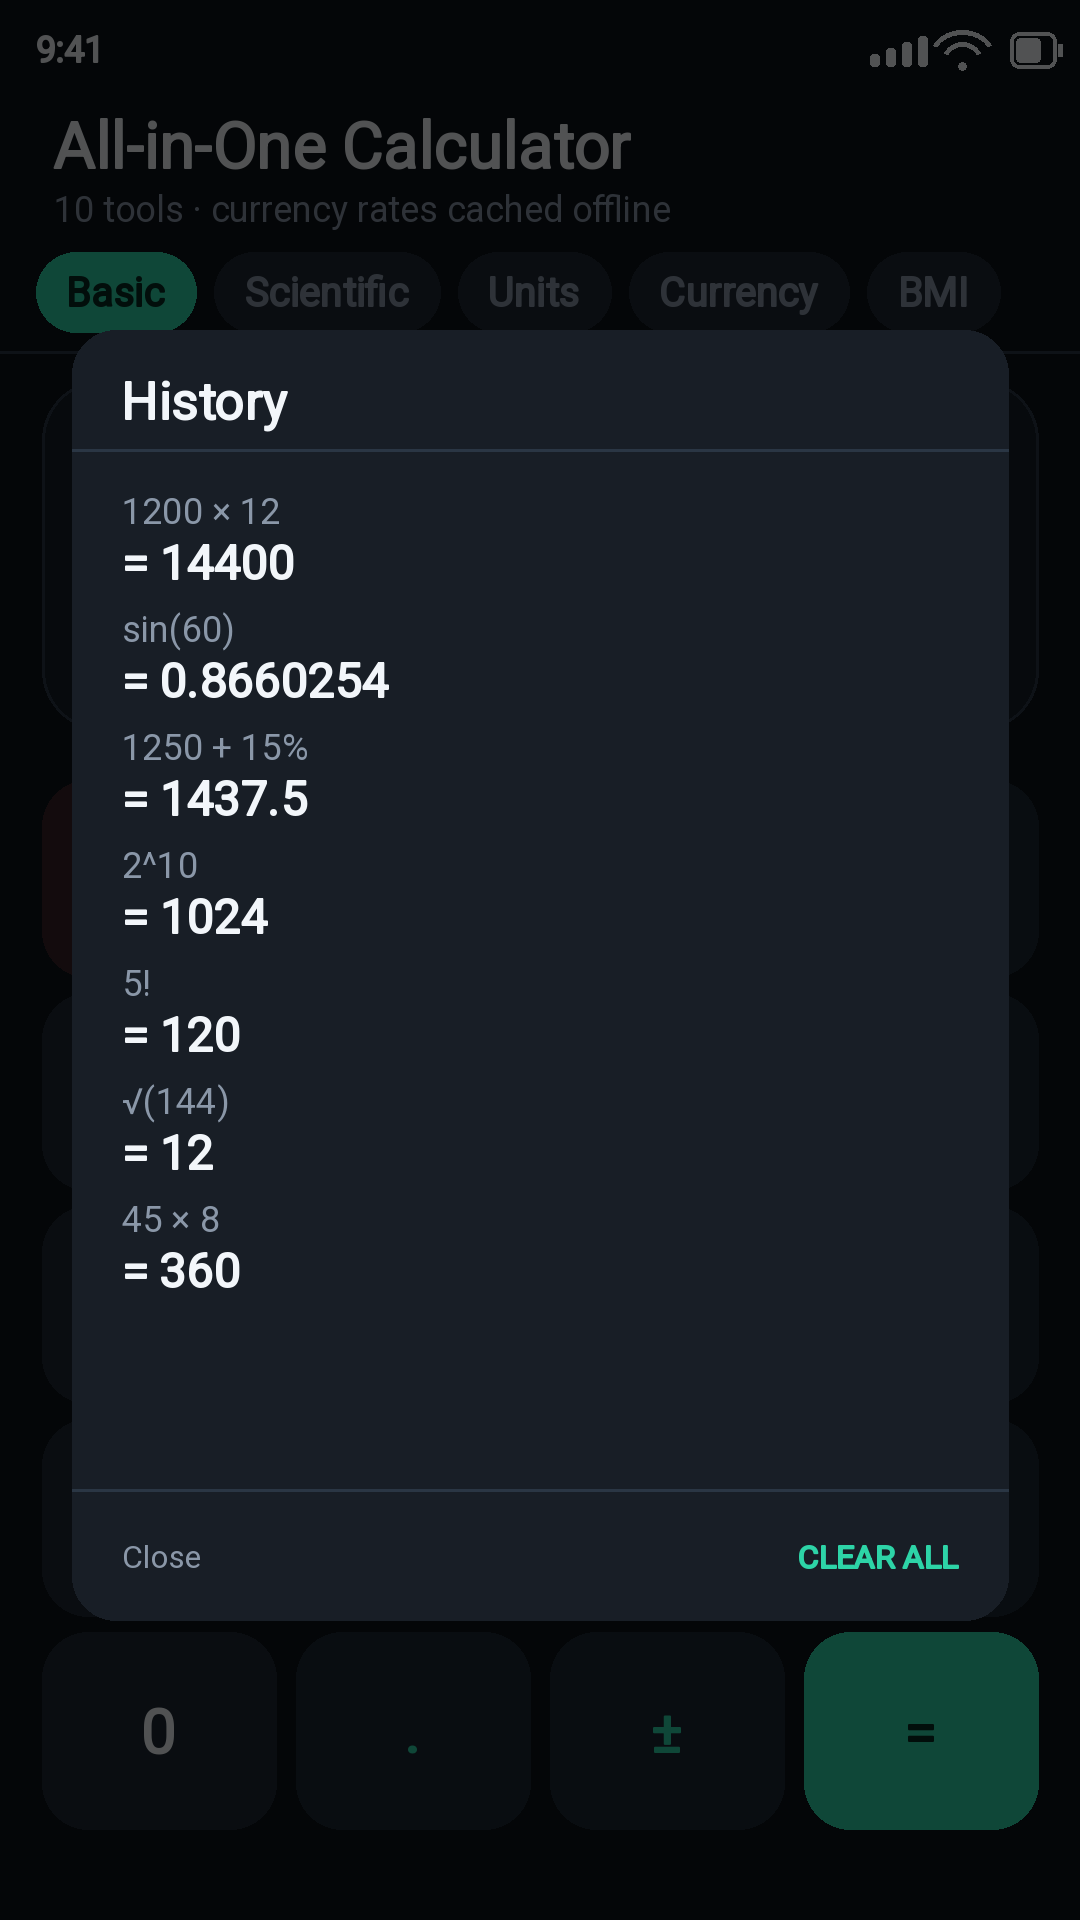 9:41
All-in-One Calculator
10 tools · currency rates cached offline
Basic Scientific Units Currency BMI
History
1200 × 12
= 14400
sin(60)
= 0.8660254
1250 + 15%
= 1437.5
2^10
= 1024
5!
= 120
√(144)
= 12
45 × 8
= 360
Close CLEAR ALL
0 . ± =